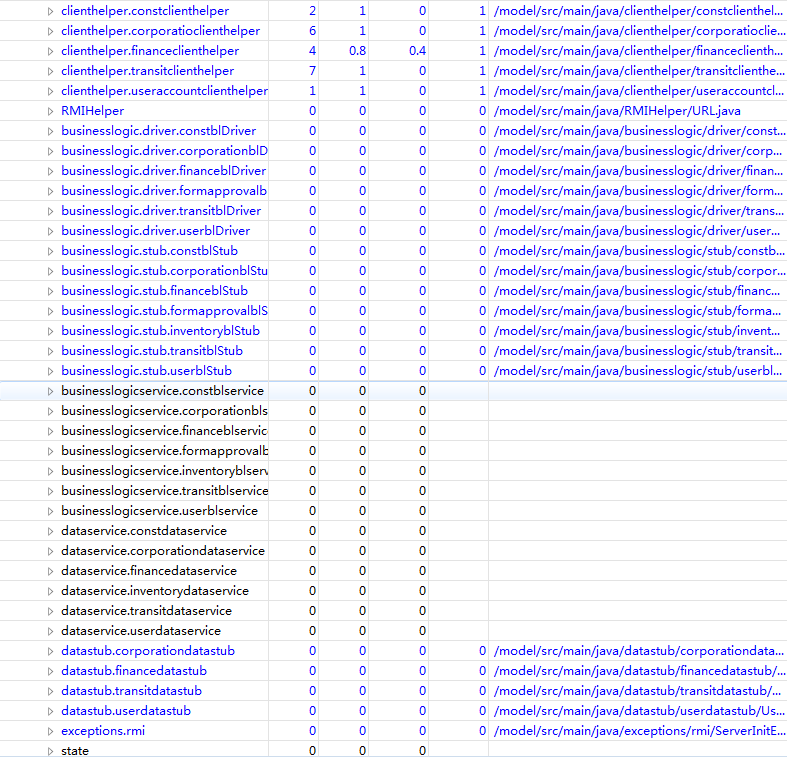 clienthelper.constclienthelper 2 1 0 1 /model/src/main/java/clienthelper/constclienthel...
clienthelper.corporatioclienthelper 6 1 0 1 /model/src/main/java/clienthelper/corporatioclie...
clienthelper.financeclienthelper 4 0.8 0.4 1 /model/src/main/java/clienthelper/financeclienth...
clienthelper.transitclienthelper 7 1 0 1 /model/src/main/java/clienthelper/transitclienthe...
clienthelper.useraccountclienthelper 1 1 0 1 /model/src/main/java/clienthelper/useraccountcl...
RMIHelper 0 0 0 0 /model/src/main/java/RMIHelper/URL.java
businesslogic.driver.constblDriver 0 0 0 0 /model/src/main/java/businesslogic/driver/const...
businesslogic.driver.corporationblD 0 0 0 0 /model/src/main/java/businesslogic/driver/corp...
businesslogic.driver.financeblDriver 0 0 0 0 /model/src/main/java/businesslogic/driver/finan...
businesslogic.driver.formapprovalb 0 0 0 0 /model/src/main/java/businesslogic/driver/form...
businesslogic.driver.transitblDriver 0 0 0 0 /model/src/main/java/businesslogic/driver/trans...
businesslogic.driver.userblDriver 0 0 0 0 /model/src/main/java/businesslogic/driver/user...
businesslogic.stub.constblStub 0 0 0 0 /model/src/main/java/businesslogic/stub/constb...
businesslogic.stub.corporationblStu 0 0 0 0 /model/src/main/java/businesslogic/stub/corpor...
businesslogic.stub.financeblStub 0 0 0 0 /model/src/main/java/businesslogic/stub/financ...
businesslogic.stub.formapprovalblS 0 0 0 0 /model/src/main/java/businesslogic/stub/forma...
businesslogic.stub.inventoryblStub 0 0 0 0 /model/src/main/java/businesslogic/stub/invent...
businesslogic.stub.transitblStub 0 0 0 0 /model/src/main/java/businesslogic/stub/transit...
businesslogic.stub.userblStub 0 0 0 0 /model/src/main/java/businesslogic/stub/userbl...
businesslogicservice.constblservice 0 0 0
businesslogicservice.corporationbls 0 0 0
businesslogicservice.financeblservic 0 0 0
businesslogicservice.formapprovalb 0 0 0
businesslogicservice.inventoryblserv 0 0 0
businesslogicservice.transitblservice 0 0 0
businesslogicservice.userblservice 0 0 0
dataservice.constdataservice 0 0 0
dataservice.corporationdataservice 0 0 0
dataservice.financedataservice 0 0 0
dataservice.inventorydataservice 0 0 0
dataservice.transitdataservice 0 0 0
dataservice.userdataservice 0 0 0
datastub.corporationdatastub 0 0 0 0 /model/src/main/java/datastub/corporationdata...
datastub.financedatastub 0 0 0 0 /model/src/main/java/datastub/financedatastub/...
datastub.transitdatastub 0 0 0 0 /model/src/main/java/datastub/transitdatastub/...
datastub.userdatastub 0 0 0 0 /model/src/main/java/datastub/userdatastub/Us...
exceptions.rmi 0 0 0 0 /model/src/main/java/exceptions/rmi/ServerInitE...
state 0 0 0